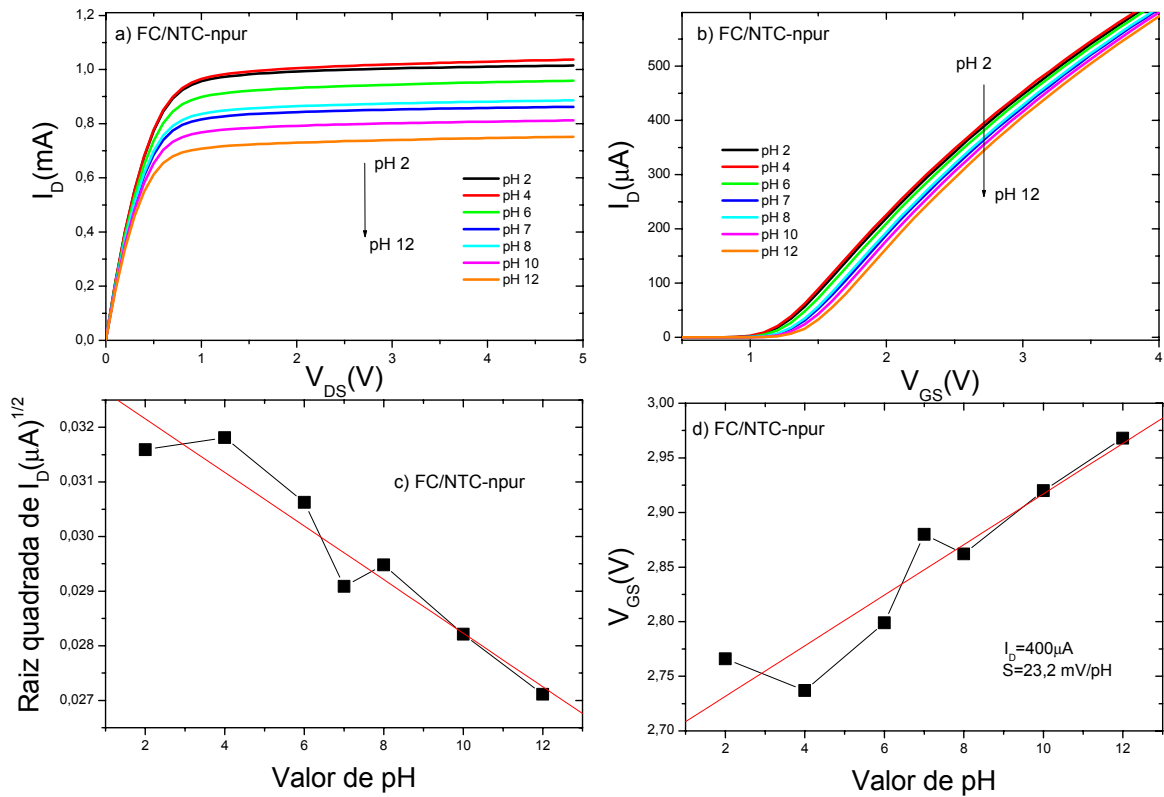 a) FC/NTC-npur
I_D(mA)
1,2
1,0
0,8
0,6
0,4
0,2
0,0
pH 2
pH 12
pH 2
pH 4
pH 6
pH 7
pH 8
pH 10
pH 12
0 1 2 3 4 5
V_DS(V)
b) FC/NTC-npur
I_D(μA)
500
400
300
200
100
0
pH 2
pH 12
pH 2
pH 4
pH 6
pH 7
pH 8
pH 10
pH 12
1 2 3 4
V_GS(V)
c) FC/NTC-npur
Raiz quadrada de I_D(μA)^1/2
0,032
0,031
0,030
0,029
0,028
0,027
2 4 6 8 10 12
Valor de pH
d) FC/NTC-npur
V_GS(V)
3,00
2,95
2,90
2,85
2,80
2,75
2,70
I_D=400μA
S=23,2 mV/pH
2 4 6 8 10 12
Valor de pH